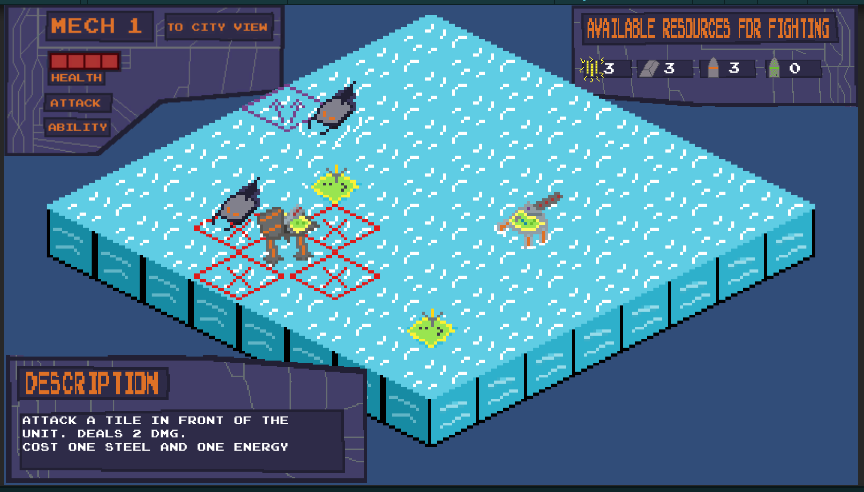 MECH 1
TO CITY VIEW
HEALTH
ATTACK
ABILITY
AVAILABLE RESOURCES FOR FIGHTING
3
3
3
0
DESCRIPTION
ATTACK A TILE IN FRONT OF THE
UNIT. DEALS 2 DMG.
COST ONE STEEL AND ONE ENERGY